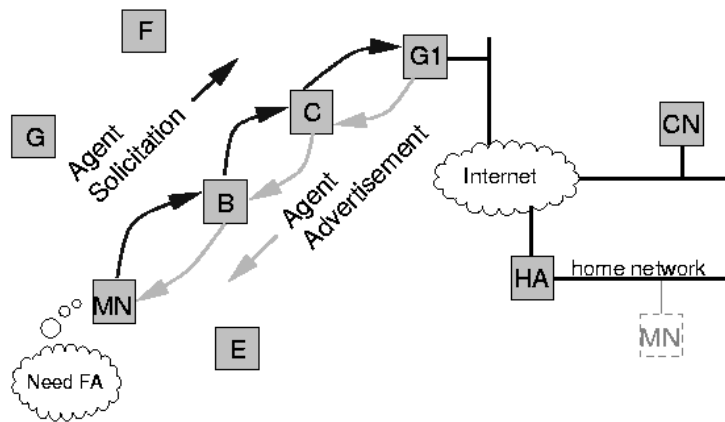 F
G1
G
Agent
Solicitation
C
CN
Internet
B
Agent
Advertisement
HA
home network
MN
MN
E
Need FA